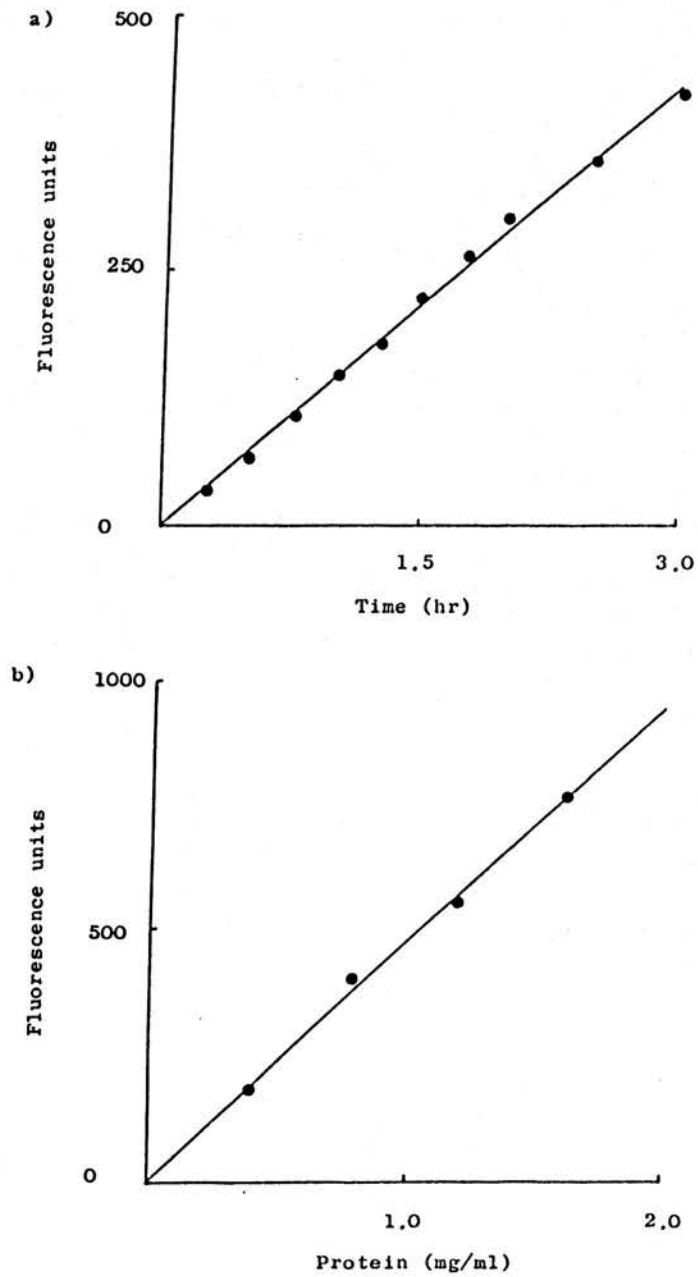 a)
500
Fluorescence units
250
0
1.5 3.0
Time (hr)
b)
1000
Fluorescence units
500
0
1.0 2.0
Protein (mg/ml)